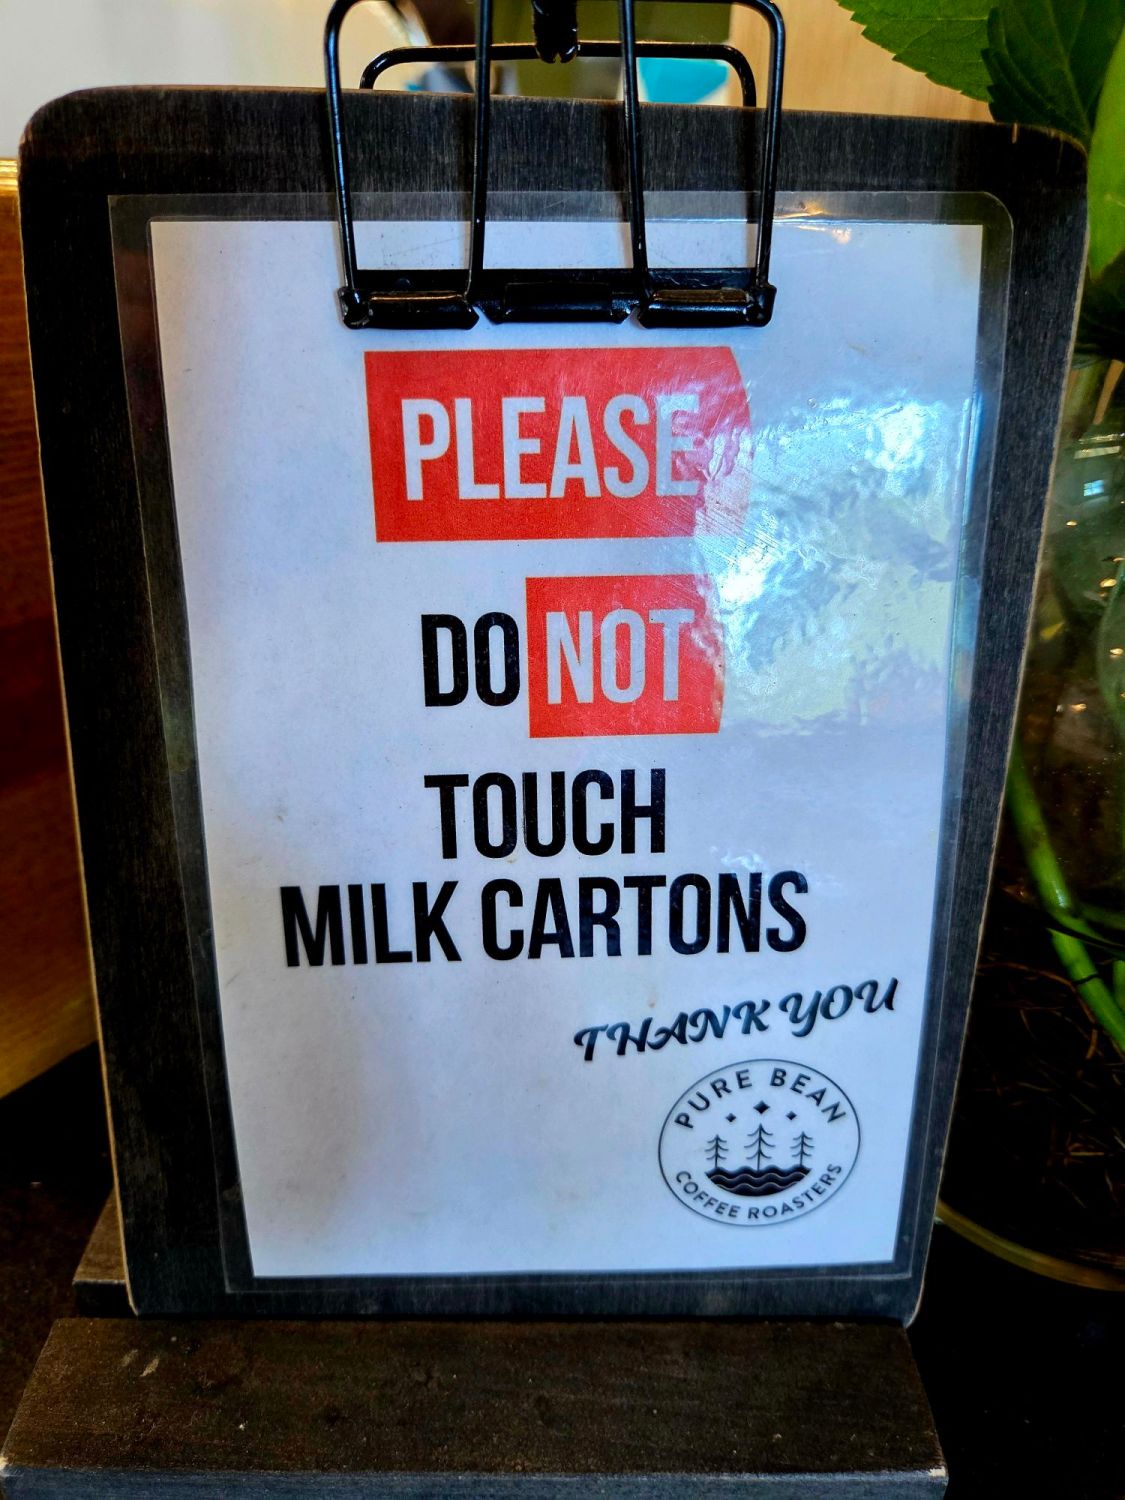 PLEASE
DO NOT
TOUCH
MILK CARTONS
THANK YOU
PURE BEAN
COFFEE ROASTERS